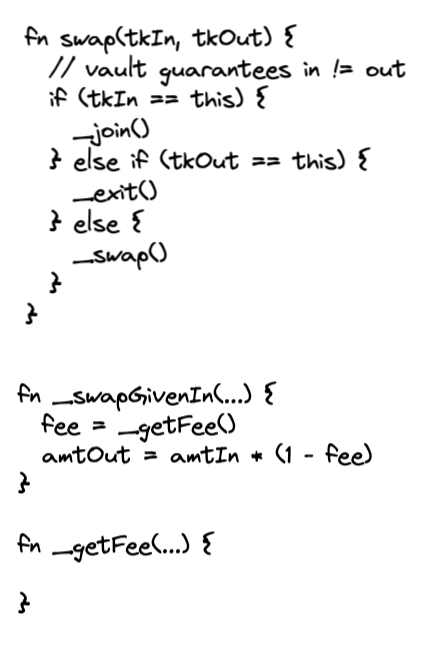 fn swap(tkIn, tkOut) {
// vault guarantees in != out
if (tkIn == this) {
_join()
} else if (tkOut == this) {
_exit()
} else {
_swap()
}
}
fn _swapGivenIn(...) {
fee = _getFee()
amtOut = amtIn * (1 - fee)
}
fn _getFee(...) {
}